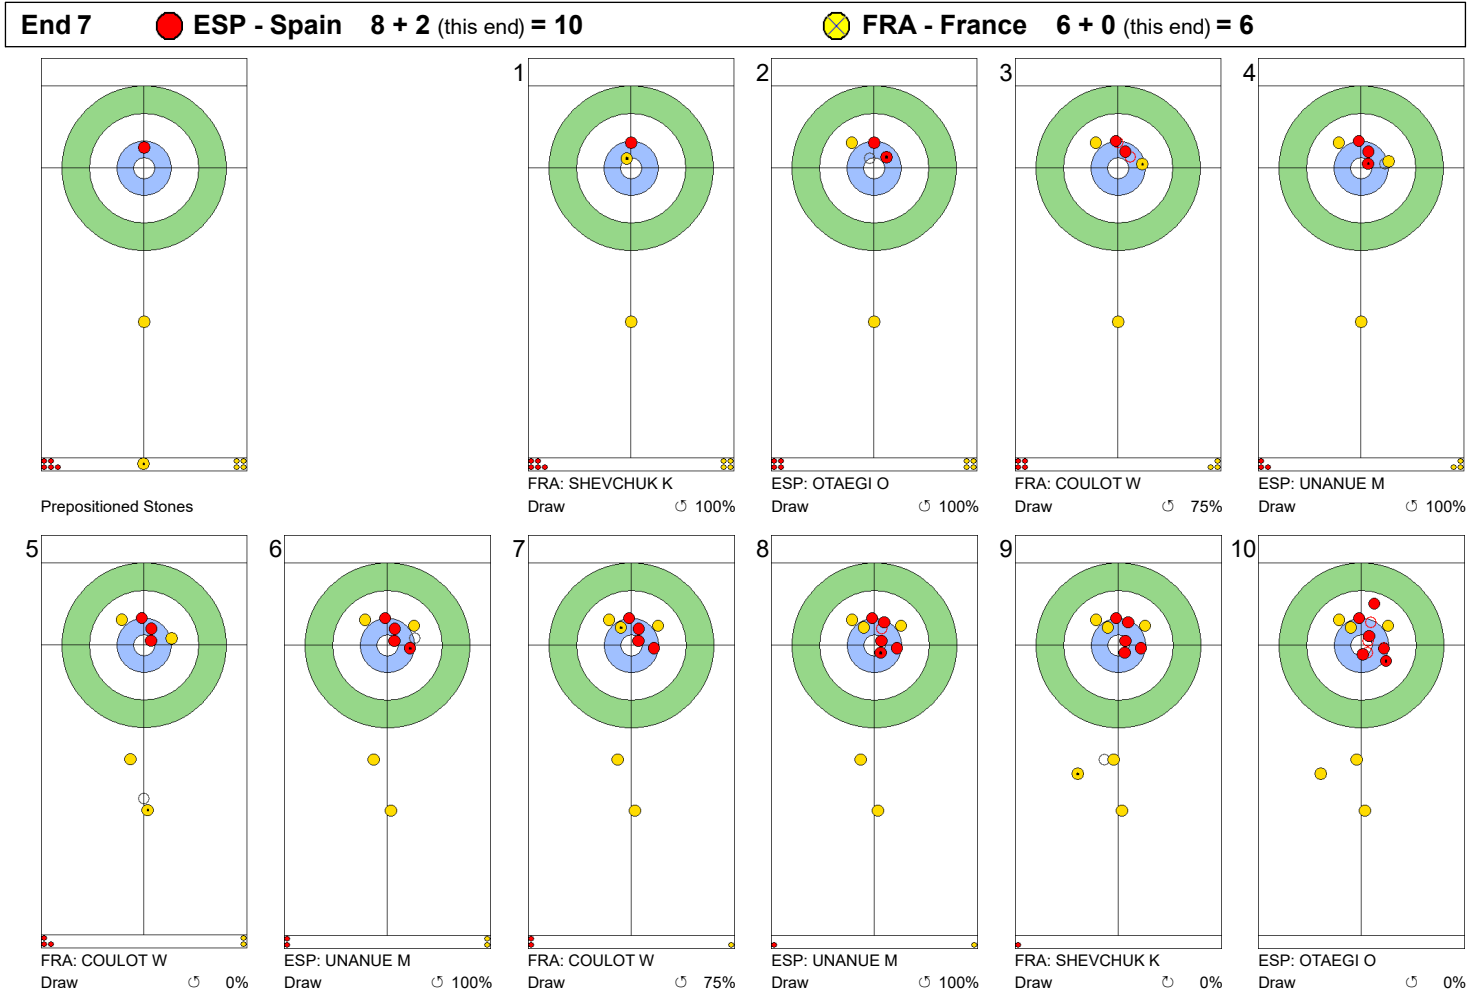 End 7 ESP - Spain 8 + 2 (this end) = 10 FRA - France 6 + 0 (this end) = 6
1 2 3 4
Prepositioned Stones
FRA: SHEVCHUK K
Draw ↺ 100%
ESP: OTAEGI O
Draw ↺ 100%
FRA: COULOT W
Draw ↺ 75%
ESP: UNANUE M
Draw ↺ 100%
5 6 7 8 9 10
FRA: COULOT W
Draw ↺ 0%
ESP: UNANUE M
Draw ↺ 100%
FRA: COULOT W
Draw ↺ 75%
ESP: UNANUE M
Draw ↺ 100%
FRA: SHEVCHUK K
Draw ↺ 0%
ESP: OTAEGI O
Draw ↺ 0%